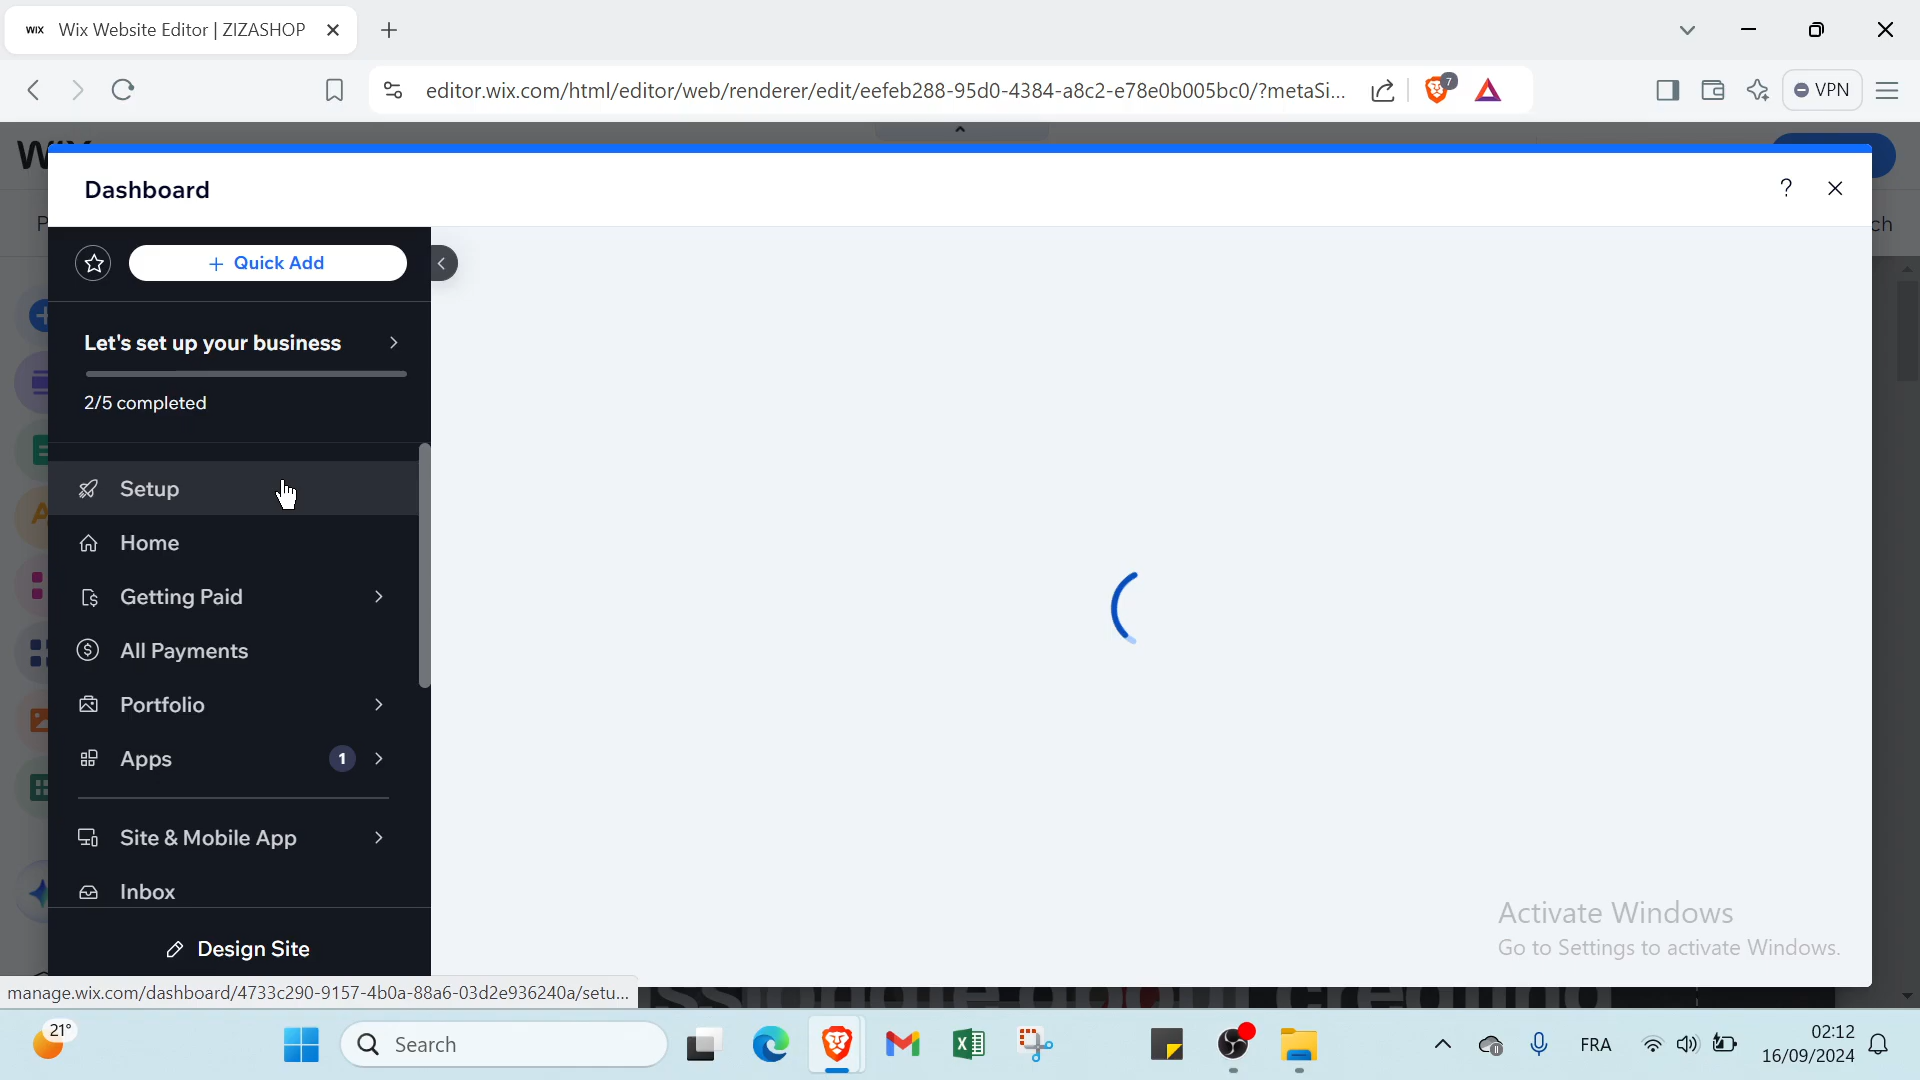 WIX Wix Website Editor | ZIZASHOP
editor.wix.com/html/editor/web/renderer/edit/eefeb288-95d0-4384-a8c2-e78e0b005bc0/?metaSi...
7
VPN
Dashboard
?
+ Quick Add
Let's set up your business
2/5 completed
Setup
Home
Getting Paid
All Payments
Portfolio
Apps 1
Site & Mobile App
Inbox
Design Site
Activate Windows
Go to Settings to activate Windows.
manage.wix.com/dashboard/4733c290-9157-4b0a-88a6-03d2e936240a/setu...
21°
Search
FRA
02:12
16/09/2024